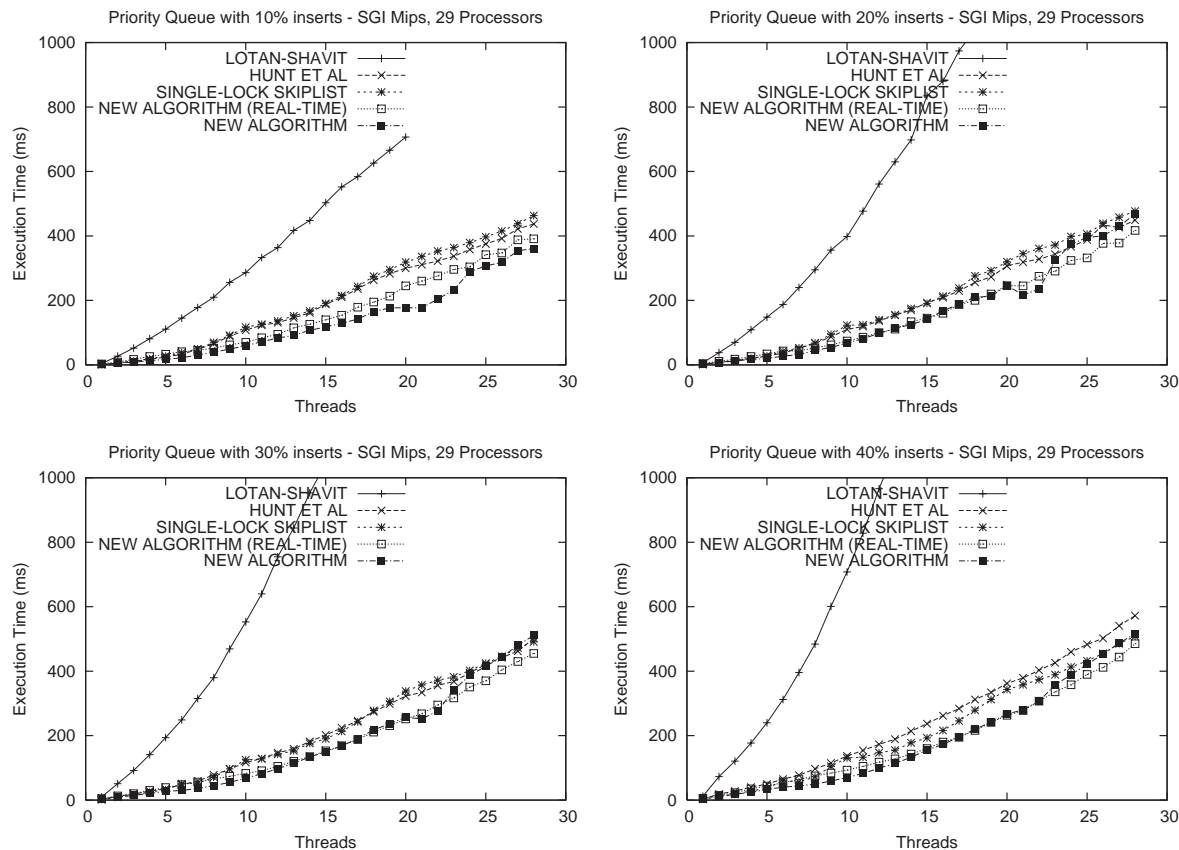 Priority Queue with 10% inserts - SGI Mips, 29 Processors
1000
800
600
400
200
0
Execution Time (ms)
LOTAN-SHAVIT
HUNT ET AL
SINGLE-LOCK SKIPLIST
NEW ALGORITHM (REAL-TIME)
NEW ALGORITHM
0 5 10 15 20 25 30
Threads
Priority Queue with 20% inserts - SGI Mips, 29 Processors
1000
800
600
400
200
0
Execution Time (ms)
LOTAN-SHAVIT
HUNT ET AL
SINGLE-LOCK SKIPLIST
NEW ALGORITHM (REAL-TIME)
NEW ALGORITHM
0 5 10 15 20 25 30
Threads
Priority Queue with 30% inserts - SGI Mips, 29 Processors
1000
800
600
400
200
0
Execution Time (ms)
LOTAN-SHAVIT
HUNT ET AL
SINGLE-LOCK SKIPLIST
NEW ALGORITHM (REAL-TIME)
NEW ALGORITHM
0 5 10 15 20 25 30
Threads
Priority Queue with 40% inserts - SGI Mips, 29 Processors
1000
800
600
400
200
0
Execution Time (ms)
LOTAN-SHAVIT
HUNT ET AL
SINGLE-LOCK SKIPLIST
NEW ALGORITHM (REAL-TIME)
NEW ALGORITHM
0 5 10 15 20 25 30
Threads